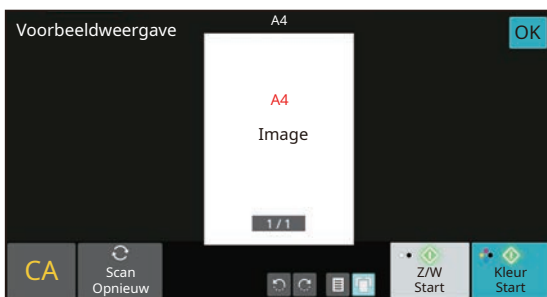 Voorbeeldweergave
A4
OK
A4
Image
1 / 1
CA
Scan
Opnieuw
Z/W
Start
Kleur
Start